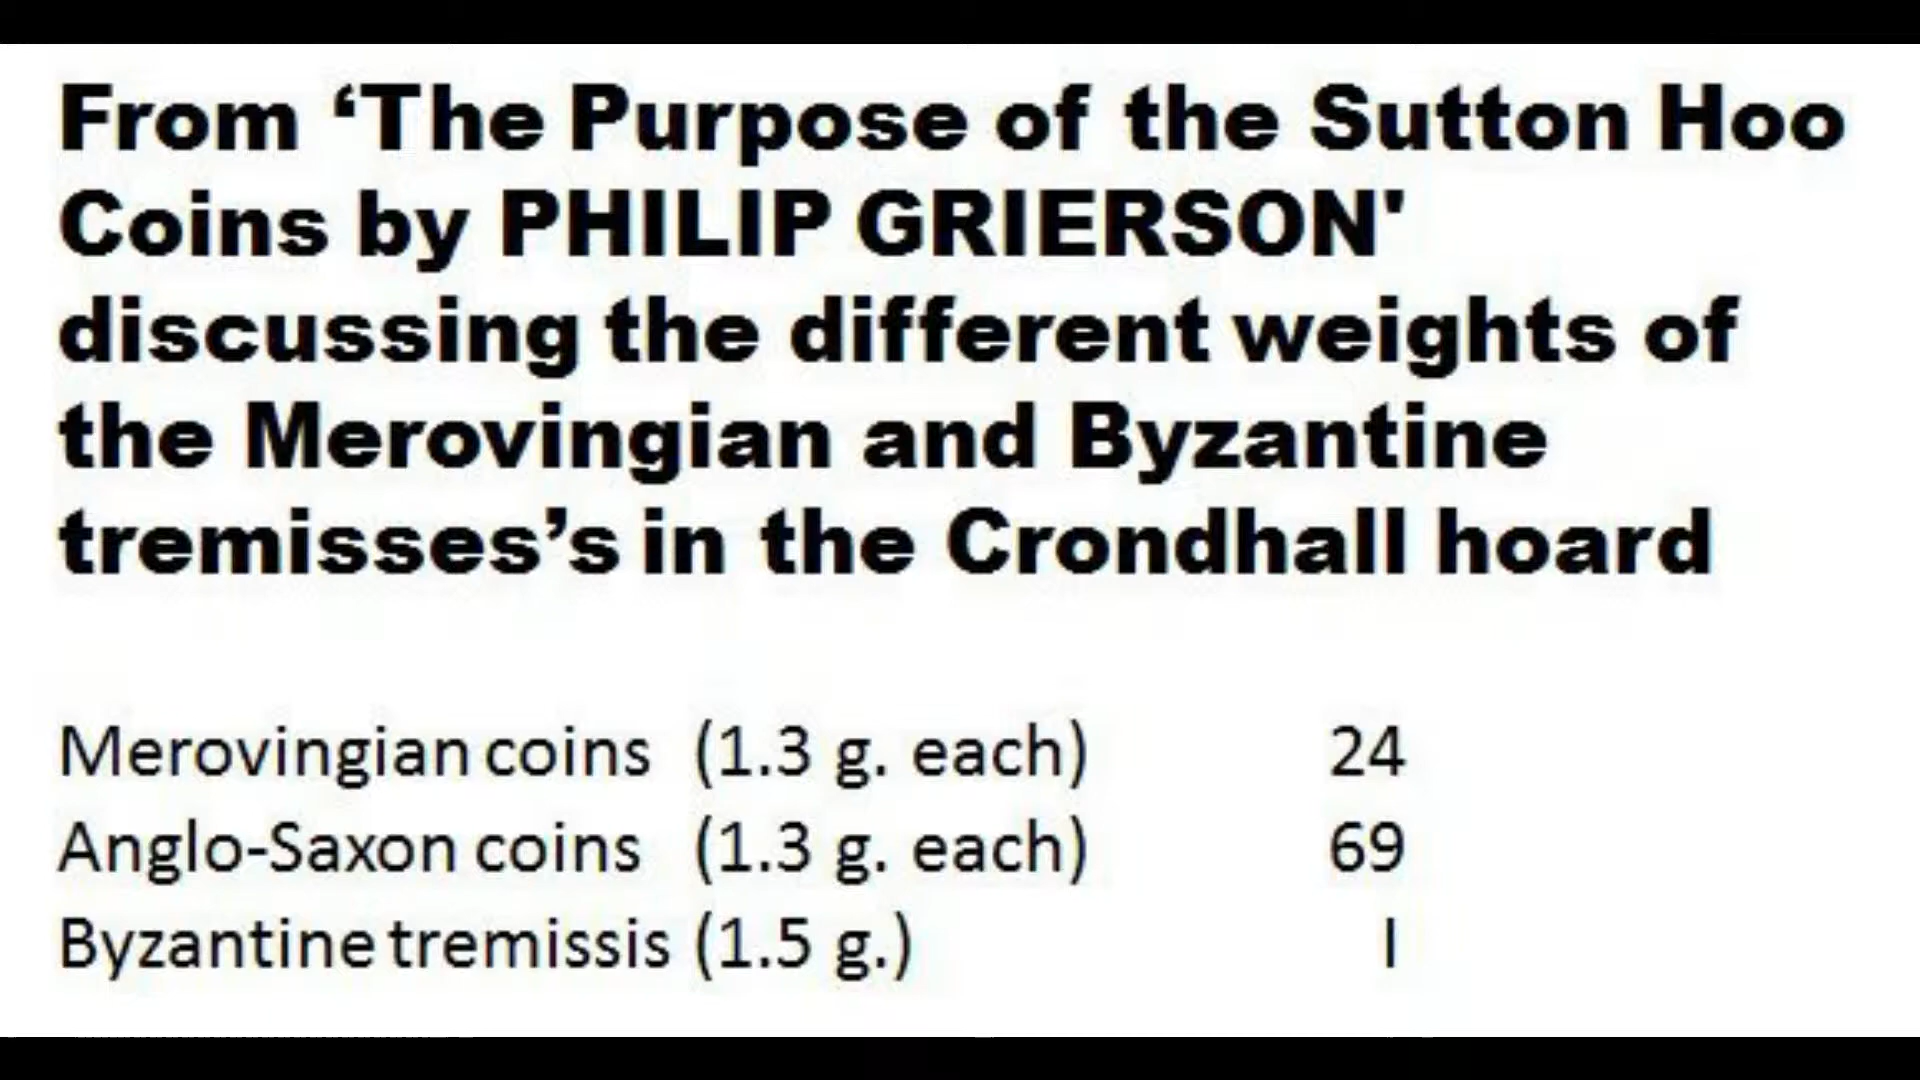 From ‘The Purpose of the Sutton Hoo
Coins by PHILIP GRIERSON'
discussing the different weights of
the Merovingian and Byzantine
tremisses’s in the Crondhall hoard
Merovingian coins (1.3 g. each) 24
Anglo-Saxon coins (1.3 g. each) 69
Byzantine tremissis (1.5 g.) I